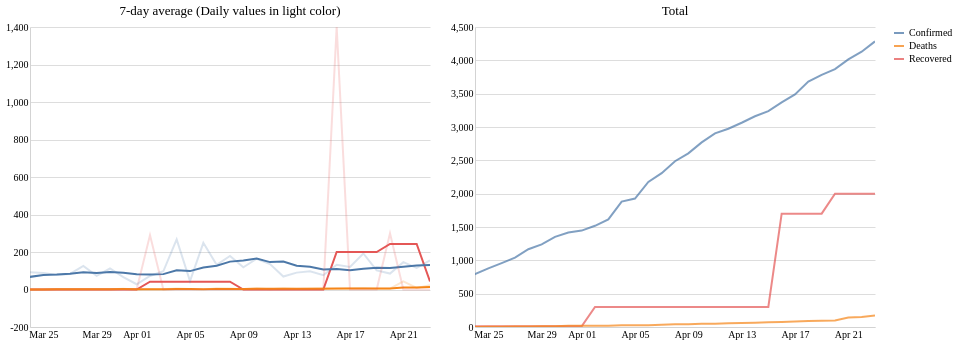 7-day average (Daily values in light color)
1,400
1,200
1,000
800
600
400
200
0
-200
Mar 25 Mar 29 Apr 01 Apr 05 Apr 09 Apr 13 Apr 17 Apr 21
Total
4,500
4,000
3,500
3,000
2,500
2,000
1,500
1,000
500
0
Mar 25 Mar 29 Apr 01 Apr 05 Apr 09 Apr 13 Apr 17 Apr 21
Confirmed
Deaths
Recovered